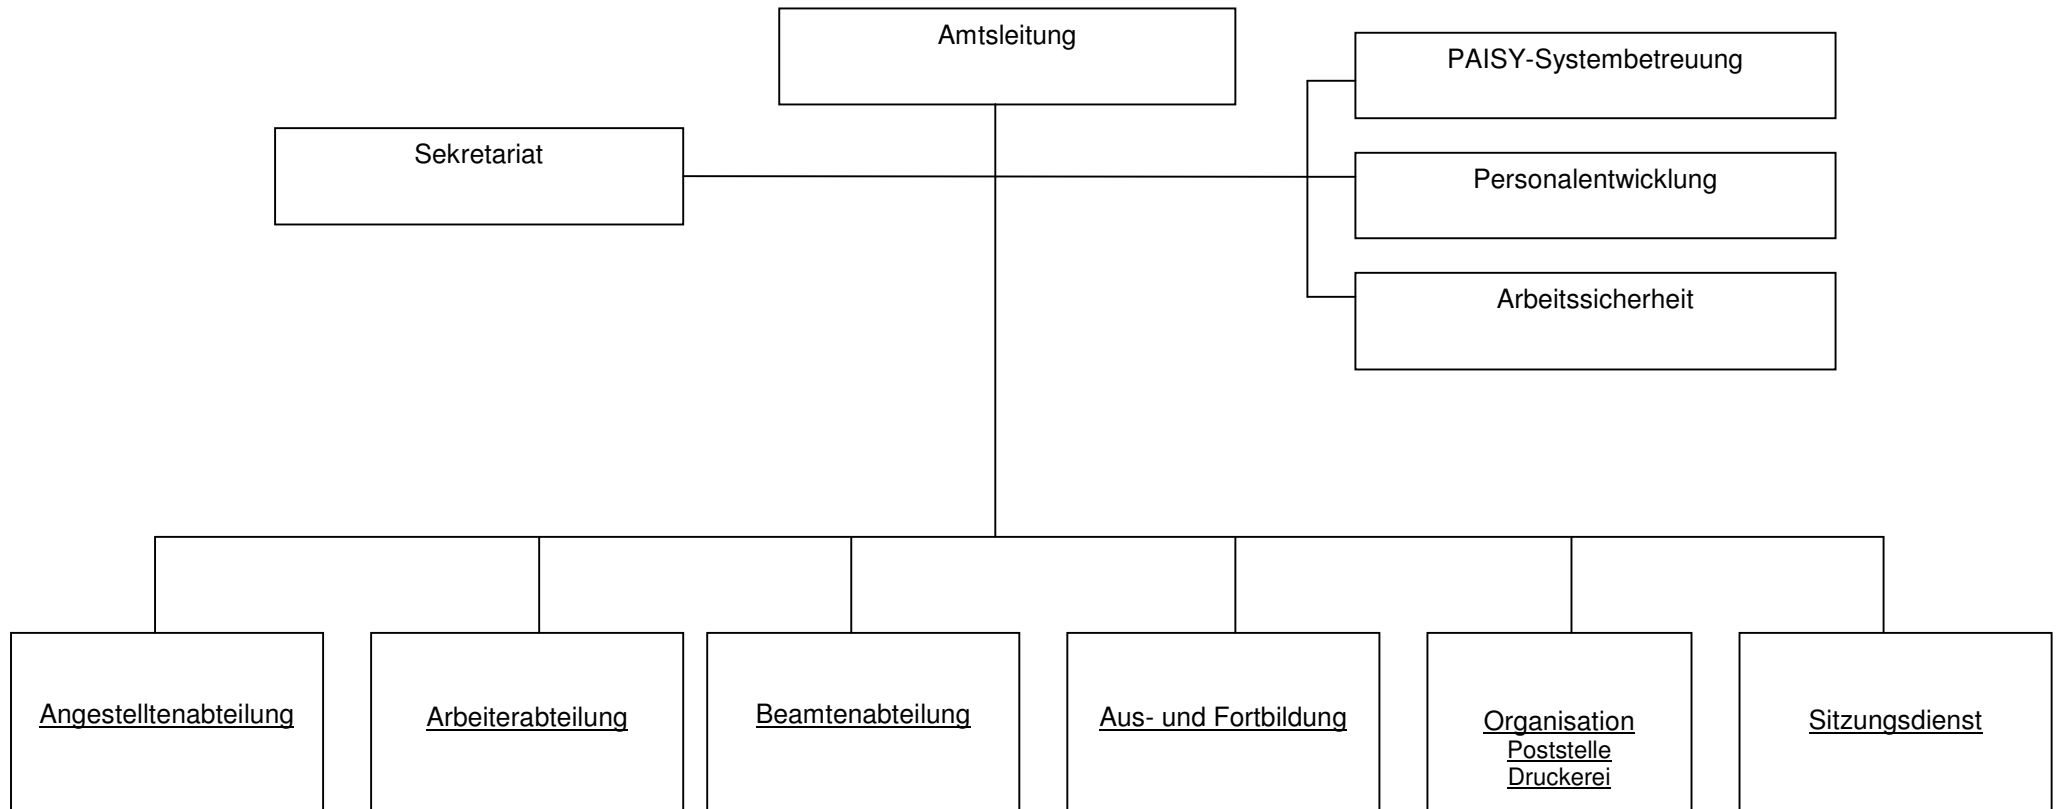 Amtsleitung
PAISY-Systembetreuung
Sekretariat
Personalentwicklung
Arbeitssicherheit
Angestelltenabteilung
Arbeiterabteilung
Beamtenabteilung
Aus- und Fortbildung
Organisation
Poststelle
Druckerei
Sitzungsdienst